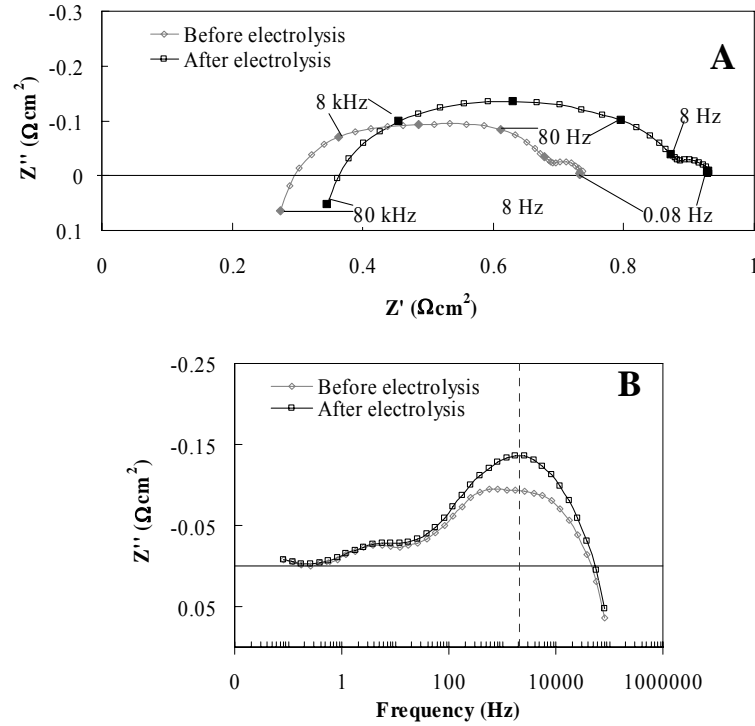 -0.3
-0.2
-0.1
0
0.1
Z'' (Ωcm²)
Before electrolysis
After electrolysis
A
8 kHz
80 Hz
8 Hz
80 kHz
8 Hz
0.08 Hz
0 0.2 0.4 0.6 0.8 1
Z' (Ωcm²)
-0.25
-0.15
-0.05
0.05
Z'' (Ωcm²)
Before electrolysis
After electrolysis
B
0 1 100 10000 1000000
Frequency (Hz)